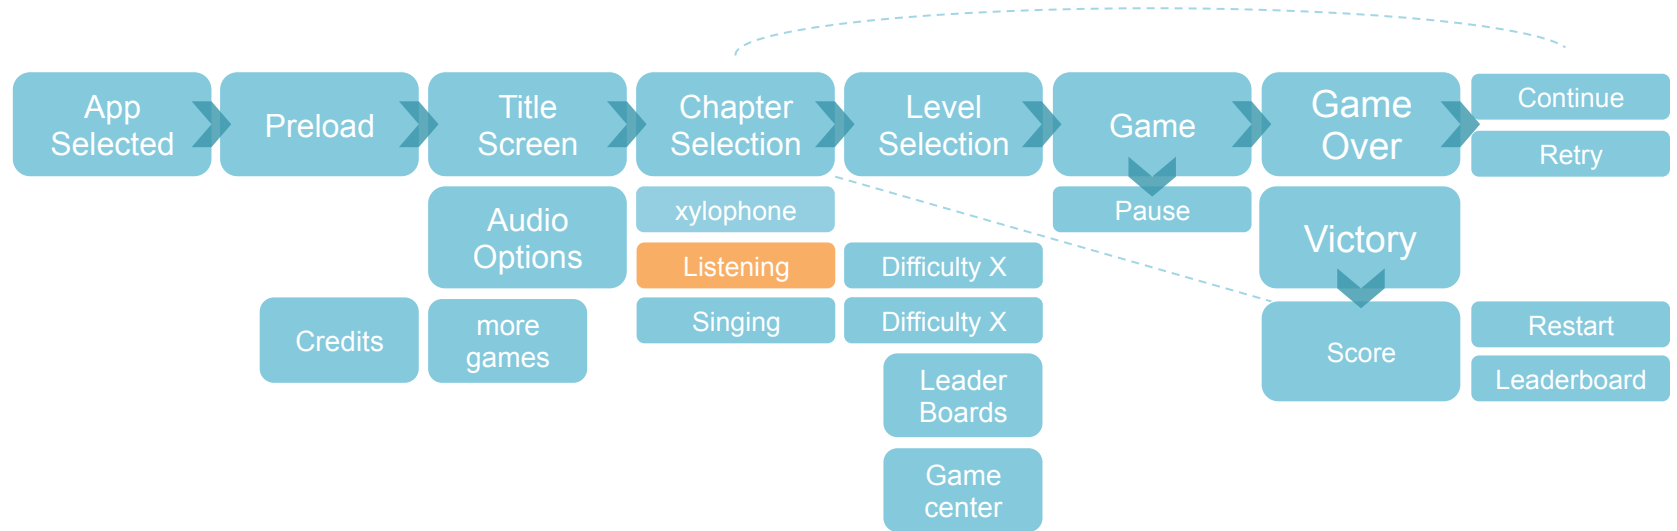 App
Selected
Preload
Title
Screen
Chapter
Selection
Level
Selection
Game
Game
Over
Continue
Retry
Audio
Options
xylophone
Pause
Victory
Listening
Difficulty X
Singing
Difficulty X
Credits
more
games
Score
Restart
Leaderboard
Leader
Boards
Game
center